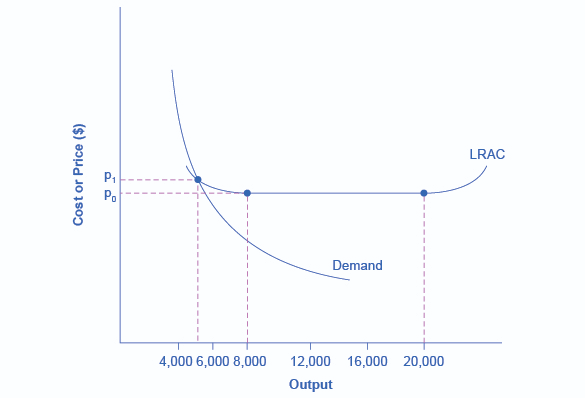 Cost or Price ($)
p1
p0
LRAC
Demand
4,000 6,000 8,000 12,000 16,000 20,000
Output